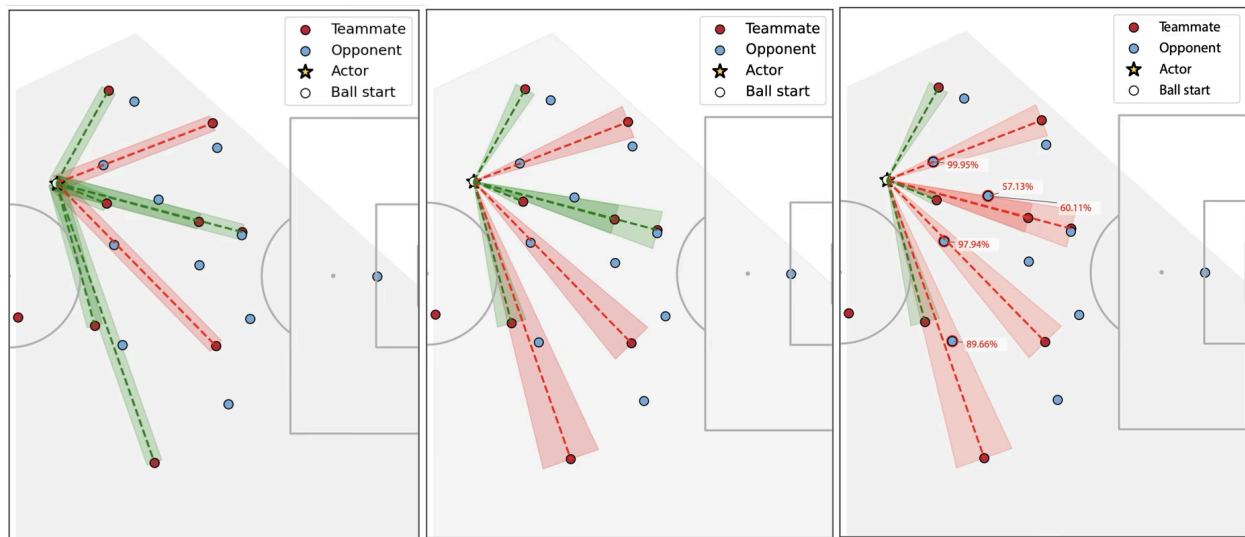 Teammate
Opponent
Actor
Ball start
Teammate
Opponent
Actor
Ball start
Teammate
Opponent
Actor
Ball start
99.95%
57.13%
60.11%
97.94%
89.66%